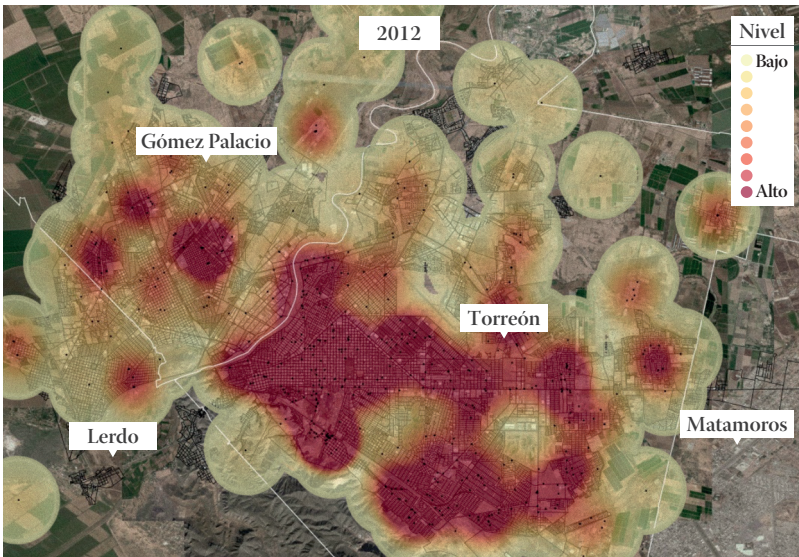 2012
Nivel
Bajo
Alto
Gómez Palacio
Torreón
Lerdo
Matamoros